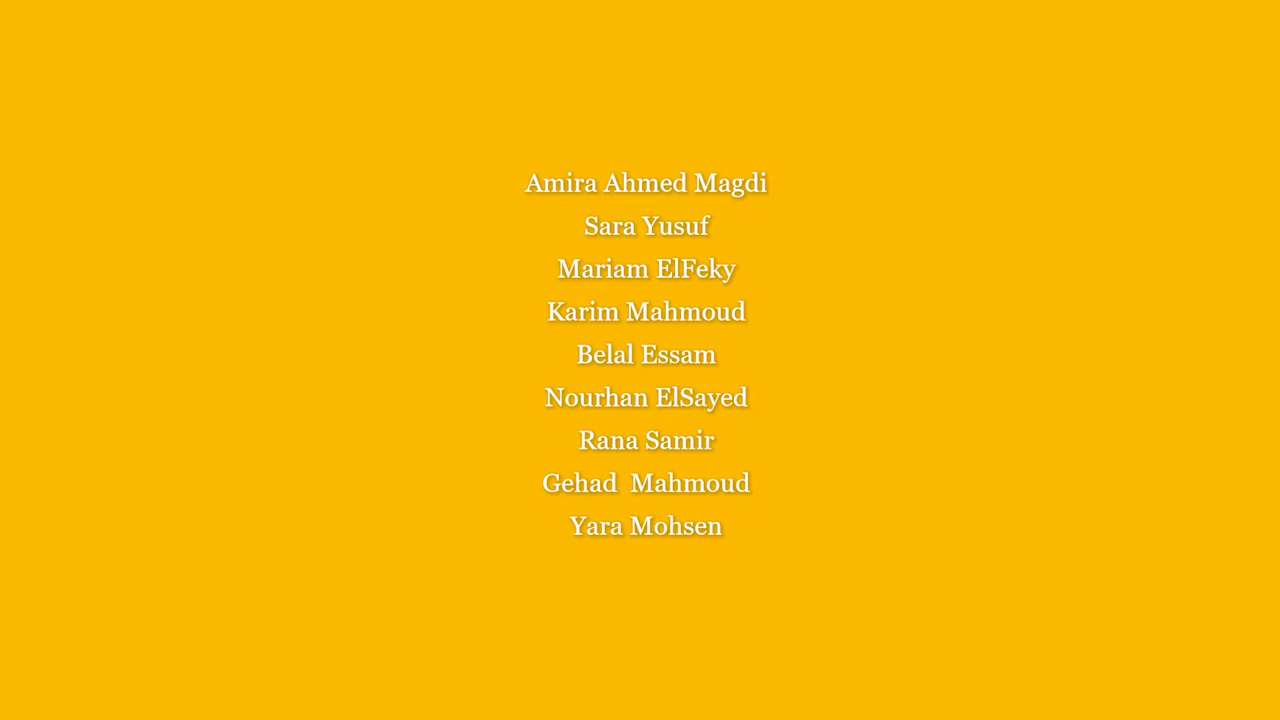 Amira Ahmed Magdi
Sara Yusuf
Mariam ElFeky
Karim Mahmoud
Belal Essam
Nourhan ElSayed
Rana Samir
Gehad  Mahmoud
Yara Mohsen